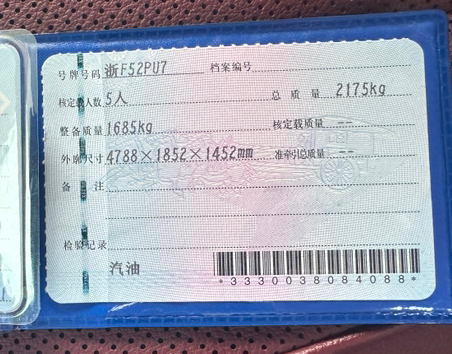 号牌号码 浙F52PU7 档案编号
核定载人数 5人 总质量 2175kg
整备质量 1685kg 核定载质量 --
外廓尺寸 4788×1852×1452mm 准牵引总质量 --
备注
检验记录
汽油
*3330038084088*